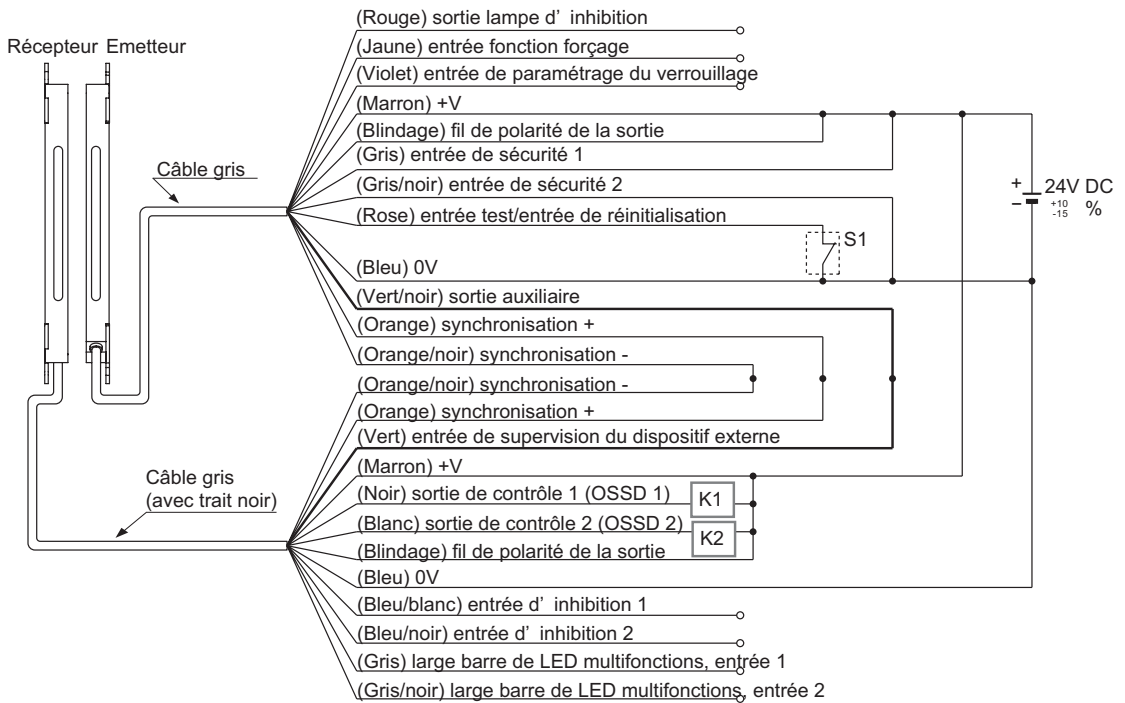 (Rouge) sortie lampe d' inhibition
Récepteur Emetteur
(Jaune) entrée fonction forçage
(Violet) entrée de paramétrage du verrouillage
(Marron) +V
(Blindage) fil de polarité de la sortie
(Gris) entrée de sécurité 1
Câble gris
(Gris/noir) entrée de sécurité 2
+ 24V DC
- +10 %
-15
(Rose) entrée test/entrée de réinitialisation
S1
(Bleu) 0V
(Vert/noir) sortie auxiliaire
(Orange) synchronisation +
(Orange/noir) synchronisation -
(Orange/noir) synchronisation -
(Orange) synchronisation +
(Vert) entrée de supervision du dispositif externe
(Marron) +V
Câble gris
(avec trait noir)
(Noir) sortie de contrôle 1 (OSSD 1)
K1
(Blanc) sortie de contrôle 2 (OSSD 2)
K2
(Blindage) fil de polarité de la sortie
(Bleu) 0V
(Bleu/blanc) entrée d' inhibition 1
(Bleu/noir) entrée d' inhibition 2
(Gris) large barre de LED multifonctions, entrée 1
(Gris/noir) large barre de LED multifonctions, entrée 2